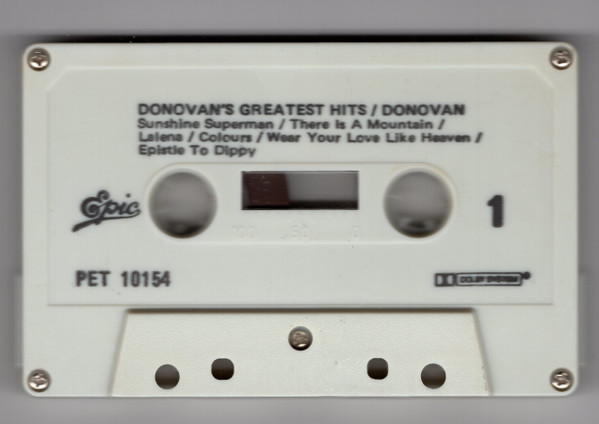 DONOVAN'S GREATEST HITS / DONOVAN
Sunshine Superman / There Is A Mountain /
Lalena / Colours / Wear Your Love Like Heaven /
Epistle To Dippy
Epic
1
PET 10154
DOLBY SYSTEM